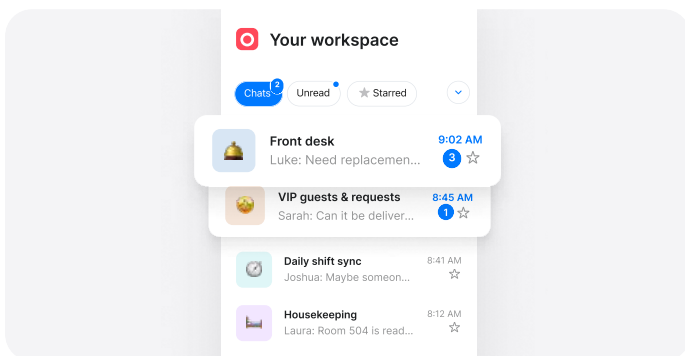 Your workspace
Chats 2
Unread
Starred
Front desk 9:02 AM
Luke: Need replacemen... 3
VIP guests & requests 8:45 AM
Sarah: Can it be deliver... 1
Daily shift sync 8:41 AM
Joshua: Maybe someon...
Housekeeping 8:12 AM
Laura: Room 504 is read...